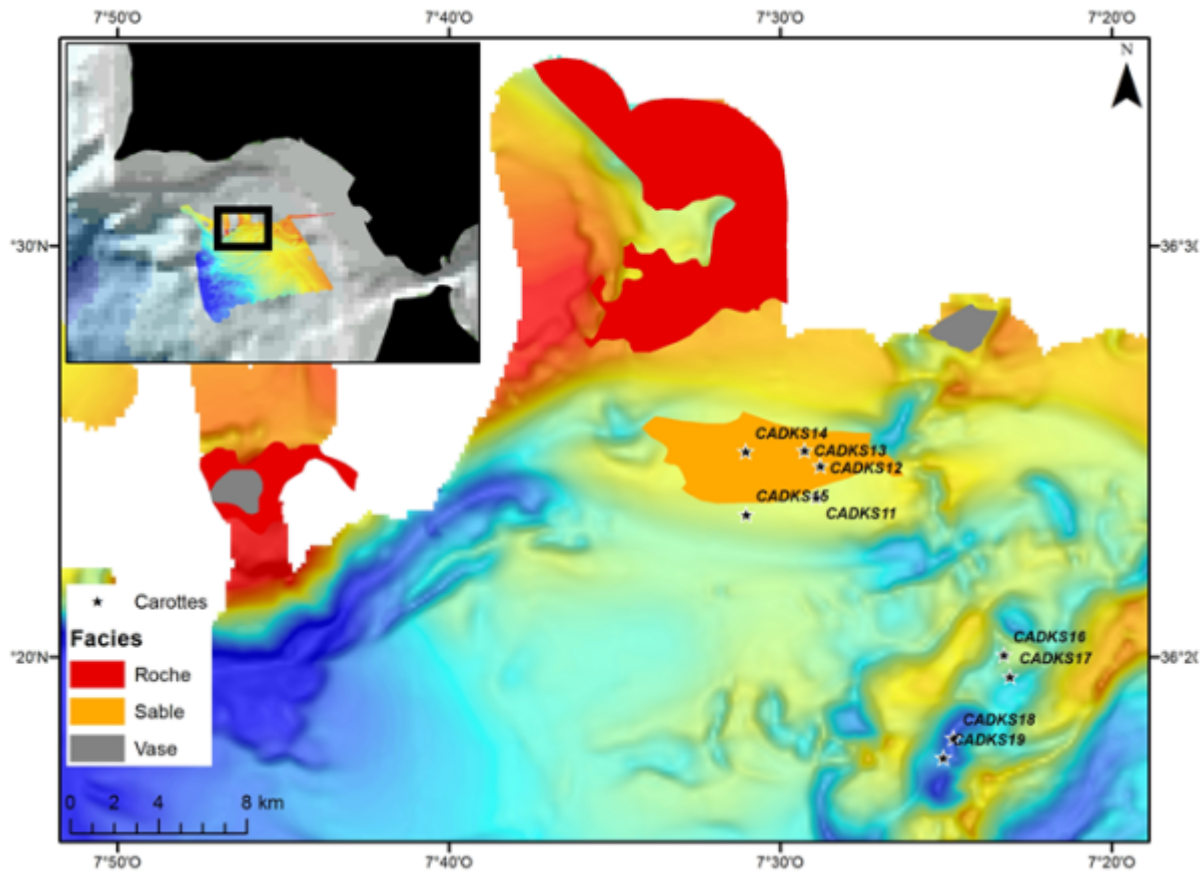 7°50'O 7°40'O 7°30'O 7°20'O
N
°30'N 36°30
CADKS14
CADKS13
CADKS12
CADKS15
CADKS11
CADKS16
CADKS17
CADKS18
CADKS19
°20'N 36°20
Carottes
Facies
Roche
Sable
Vase
0 2 4 8 km
7°50'O 7°40'O 7°30'O 7°20'O